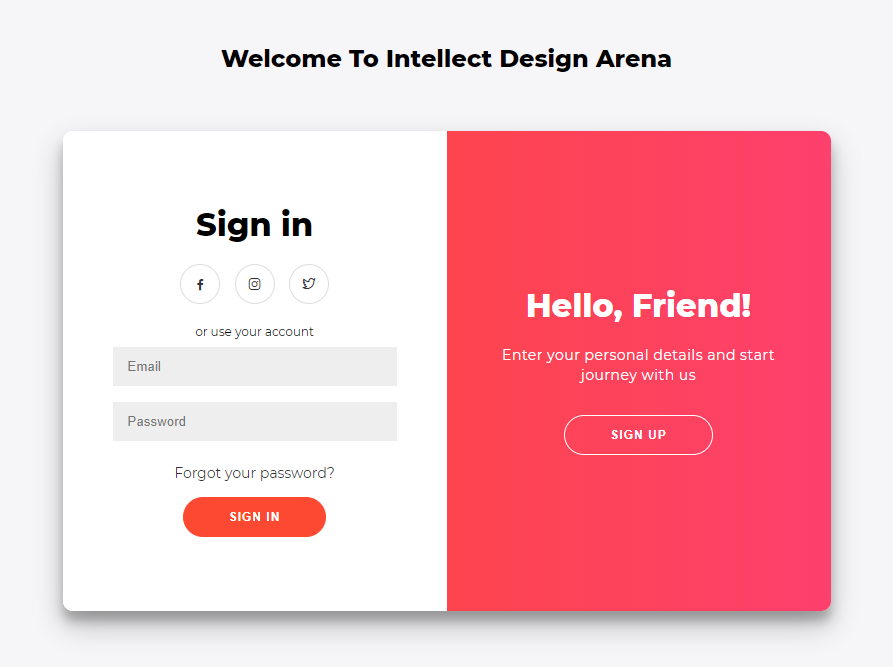 Welcome To Intellect Design Arena
Sign in
or use your account
Email
Password
Forgot your password?
SIGN IN
Hello, Friend!
Enter your personal details and start
journey with us
SIGN UP